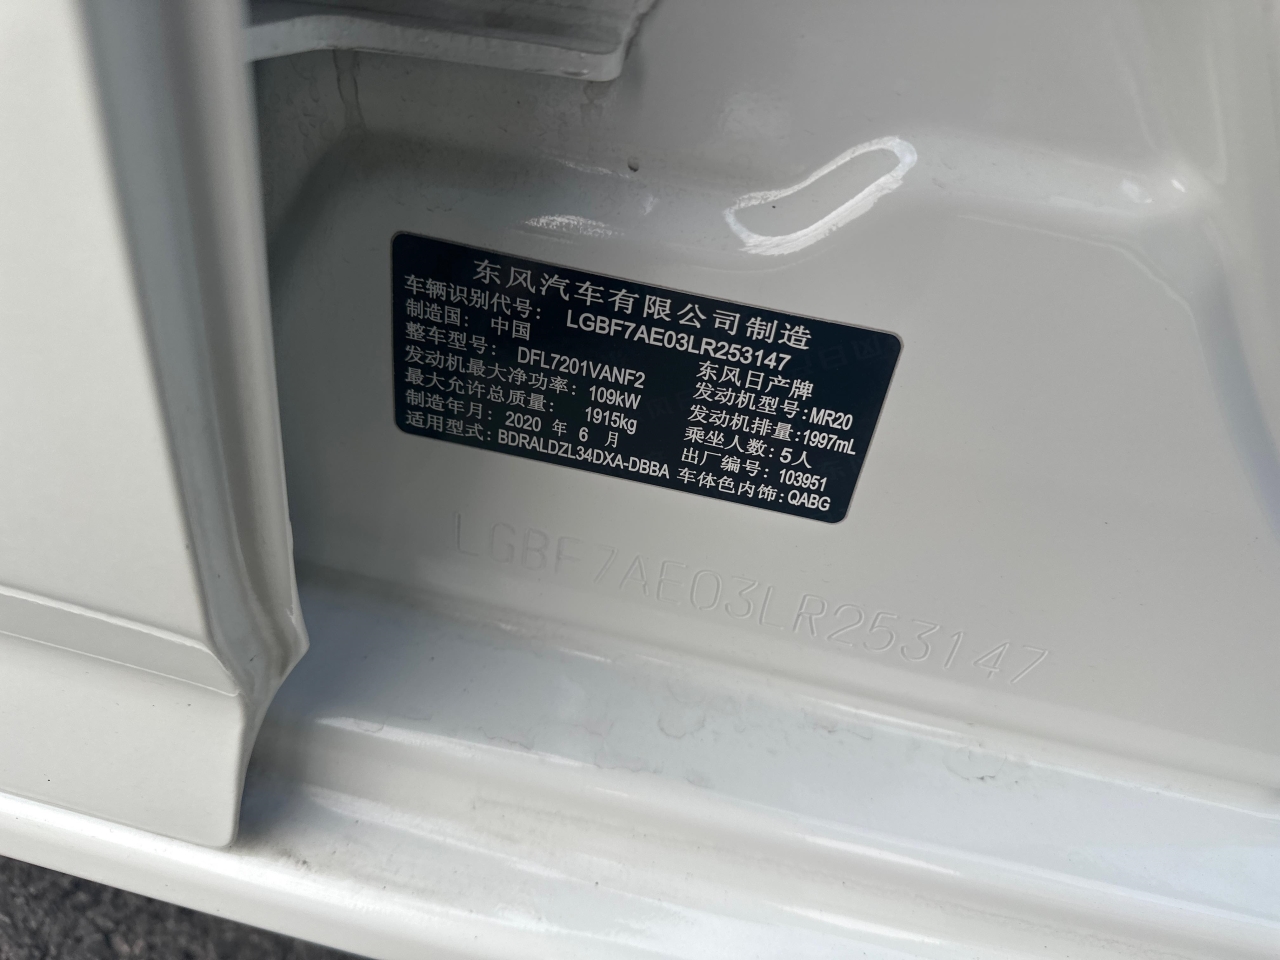 东风汽车有限公司制造
车辆识别代号: LGBF7AE03LR253147
制造国: 中国 东风日产牌
整车型号: DFL7201VANF2 发动机型号:MR20
发动机最大净功率: 109kW 发动机排量:1997mL
最大允许总质量: 1915kg 乘坐人数:5人
制造年月: 2020 年 6 月 出厂编号: 103951
适用型式: BDRALDZL34DXA-DBBA 车体色内饰:QABG
LGBF7AE03LR253147